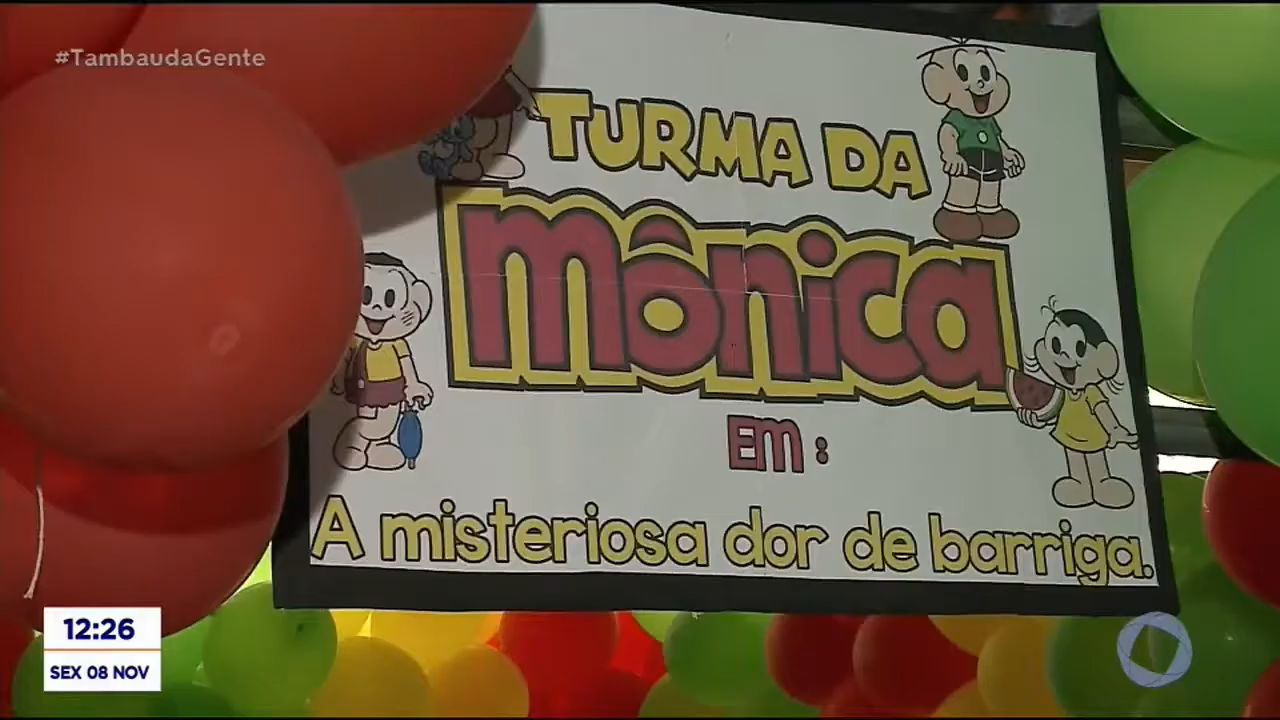 #TambaudaGente
TURMA DA
Mônica
Em:
A misteriosa dor de barriga.
12:26
SEX 08 NOV